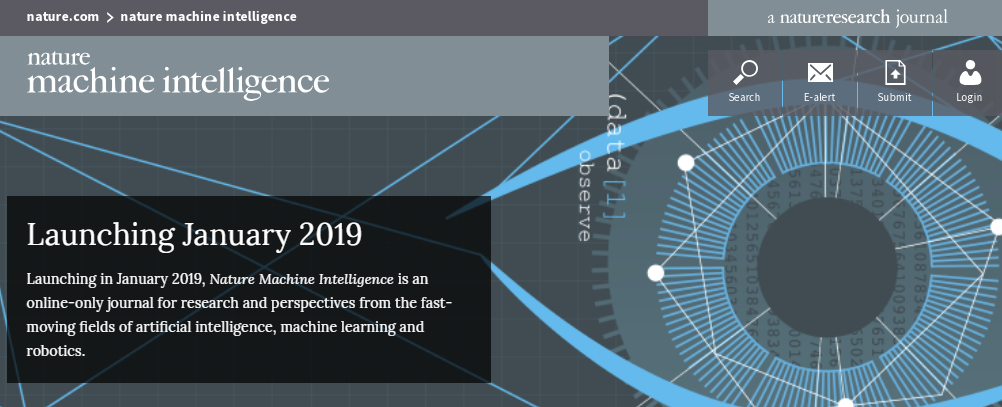 nature.com > nature machine intelligence
a natureresearch journal
nature
machine intelligence
Search
E-alert
Submit
Login
(data [1]
observe
Launching January 2019
Launching in January 2019, Nature Machine Intelligence is an
online-only journal for research and perspectives from the fast-
moving fields of artificial intelligence, machine learning and
robotics.